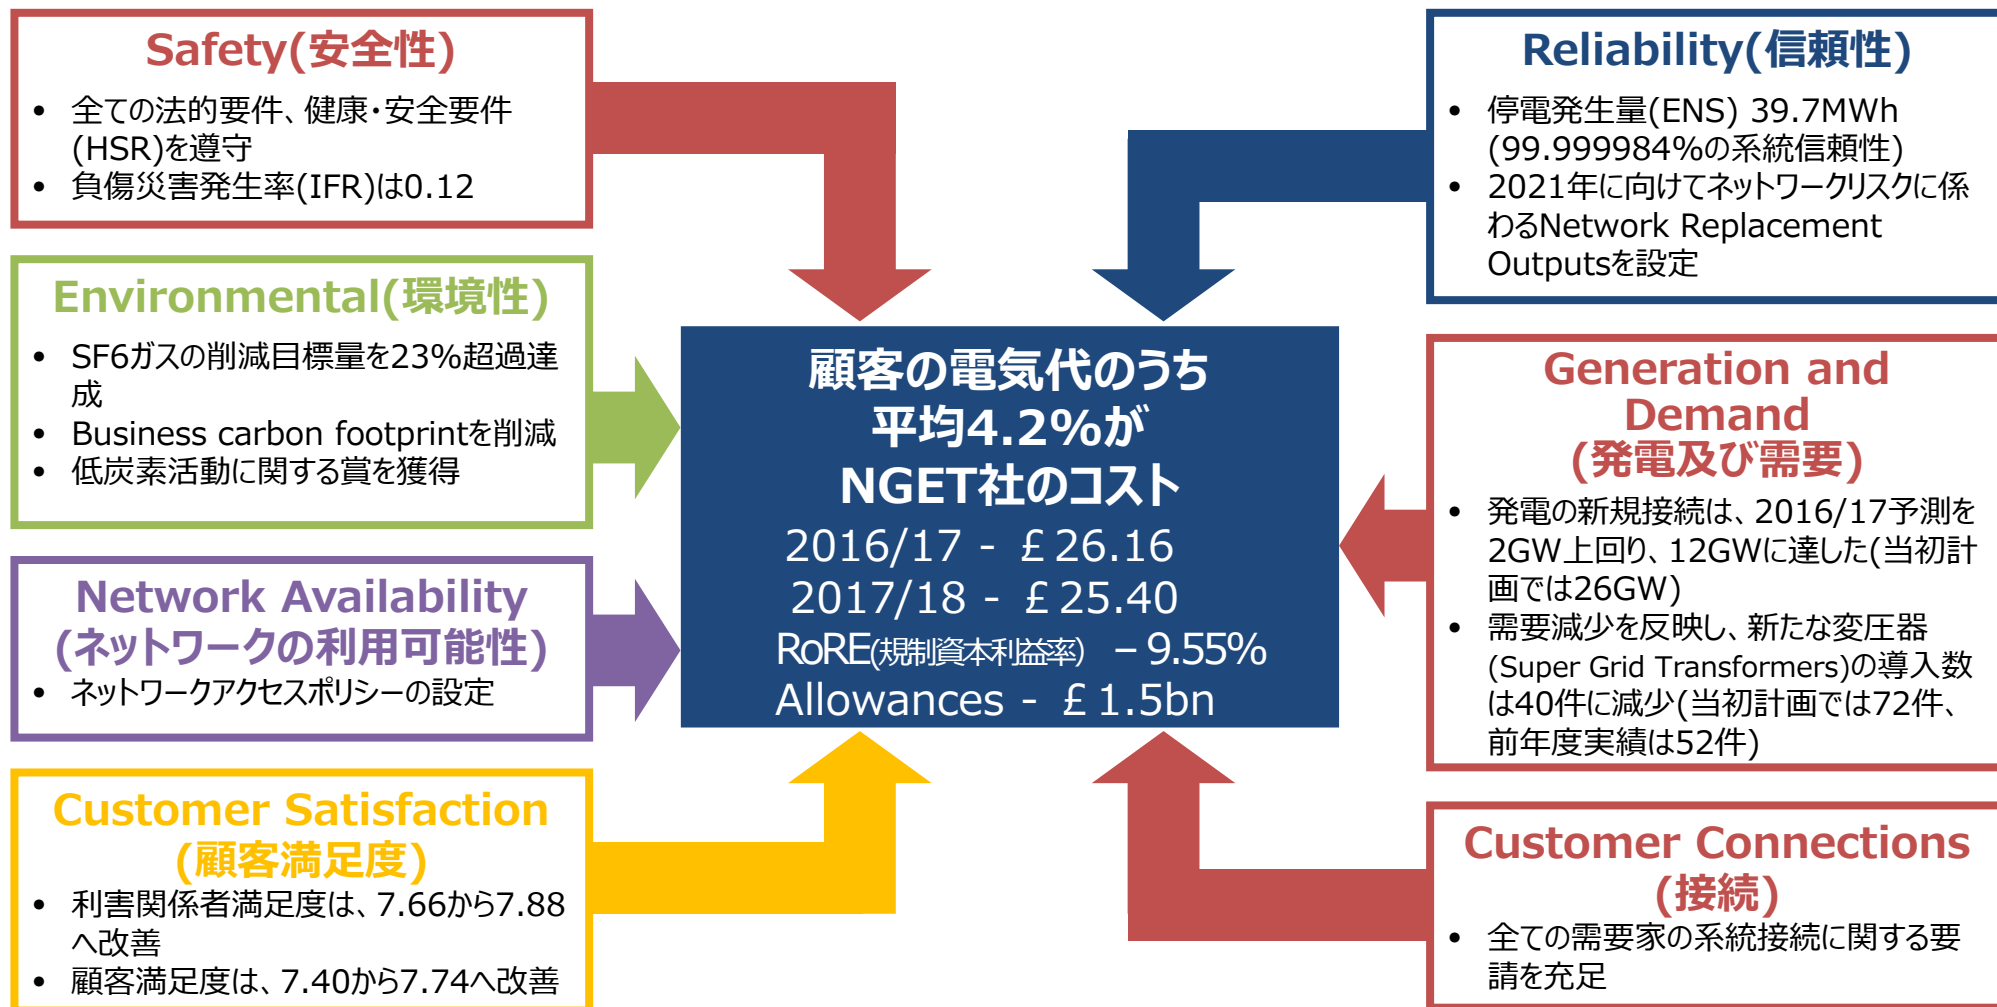 Safety(安全性)
• 全ての法的要件、健康・安全要件
(HSR)を遵守
• 負傷災害発生率(IFR)は0.12
Environmental(環境性)
• SF6ガスの削減目標量を23%超過達
成
• Business carbon footprintを削減
• 低炭素活動に関する賞を獲得
Network Availability
(ネットワークの利用可能性)
• ネットワークアクセスポリシーの設定
Customer Satisfaction
(顧客満足度)
• 利害関係者満足度は、7.66から7.88
へ改善
• 顧客満足度は、7.40から7.74へ改善
顧客の電気代のうち
平均4.2%が
NGET社のコスト
2016/17 - £26.16
2017/18 - £25.40
RoRE(規制資本利益率) – 9.55%
Allowances - £1.5bn
Reliability(信頼性)
• 停電発生量(ENS) 39.7MWh
(99.999984%の系統信頼性)
• 2021年に向けてネットワークリスクに係
わるNetwork Replacement
Outputsを設定
Generation and
Demand
(発電及び需要)
• 発電の新規接続は、2016/17予測を
2GW上回り、12GWに達した(当初計
画では26GW)
• 需要減少を反映し、新たな変圧器
(Super Grid Transformers)の導入数
は40件に減少(当初計画では72件、
前年度実績は52件)
Customer Connections
(接続)
• 全ての需要家の系統接続に関する要
請を充足